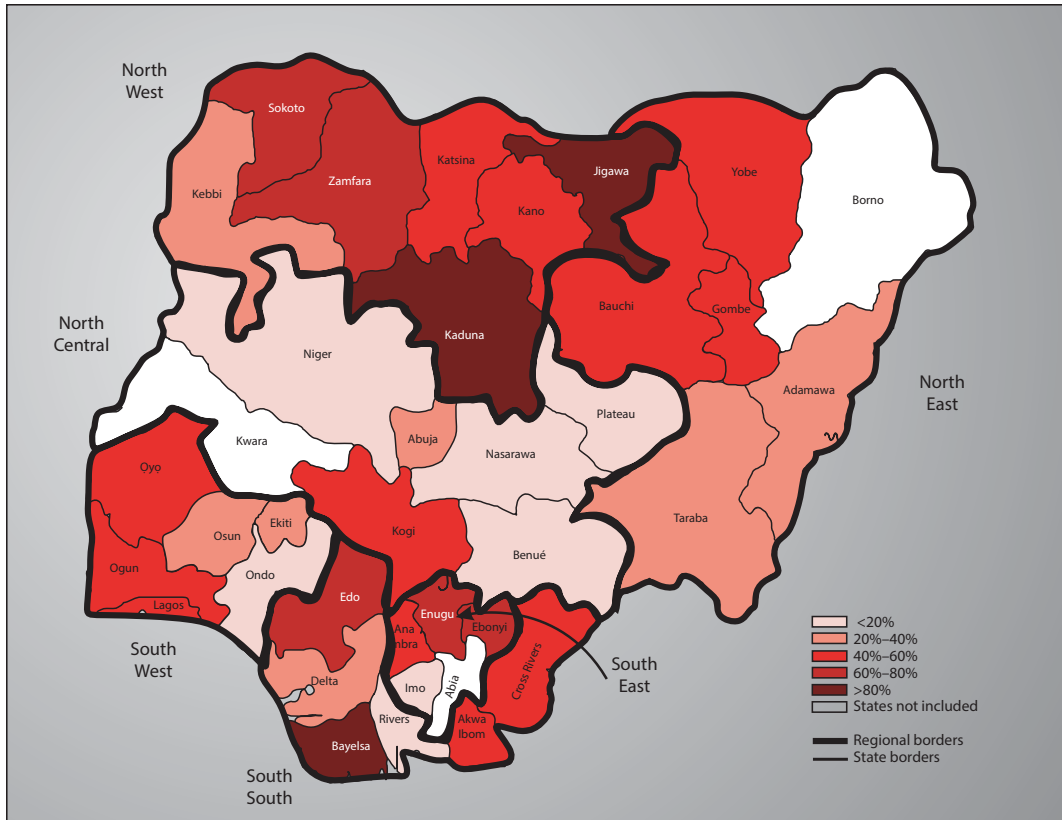 North
West
Sokoto
Katsina
Jigawa
Yobe
Kebbi
Zamfara
Kano
Borno
Bauchi
Gombe
North
Central
Kaduna
Niger
Adamawa
North
East
Plateau
Kwara
Abuja
Nasarawa
Ọyọ
Taraba
Osun
Ekiti
Kogi
Benué
Ogun
Ondo
Lagos
Edo
Enugu
Ebonyi
Ana
mbra
South
West
South
East
Delta
Imo
Abia
Cross Rivers
Rivers
Akwa
Ibom
Bayelsa
South
South
<20%
20%–40%
40%–60%
60%–80%
>80%
States not included
Regional borders
State borders